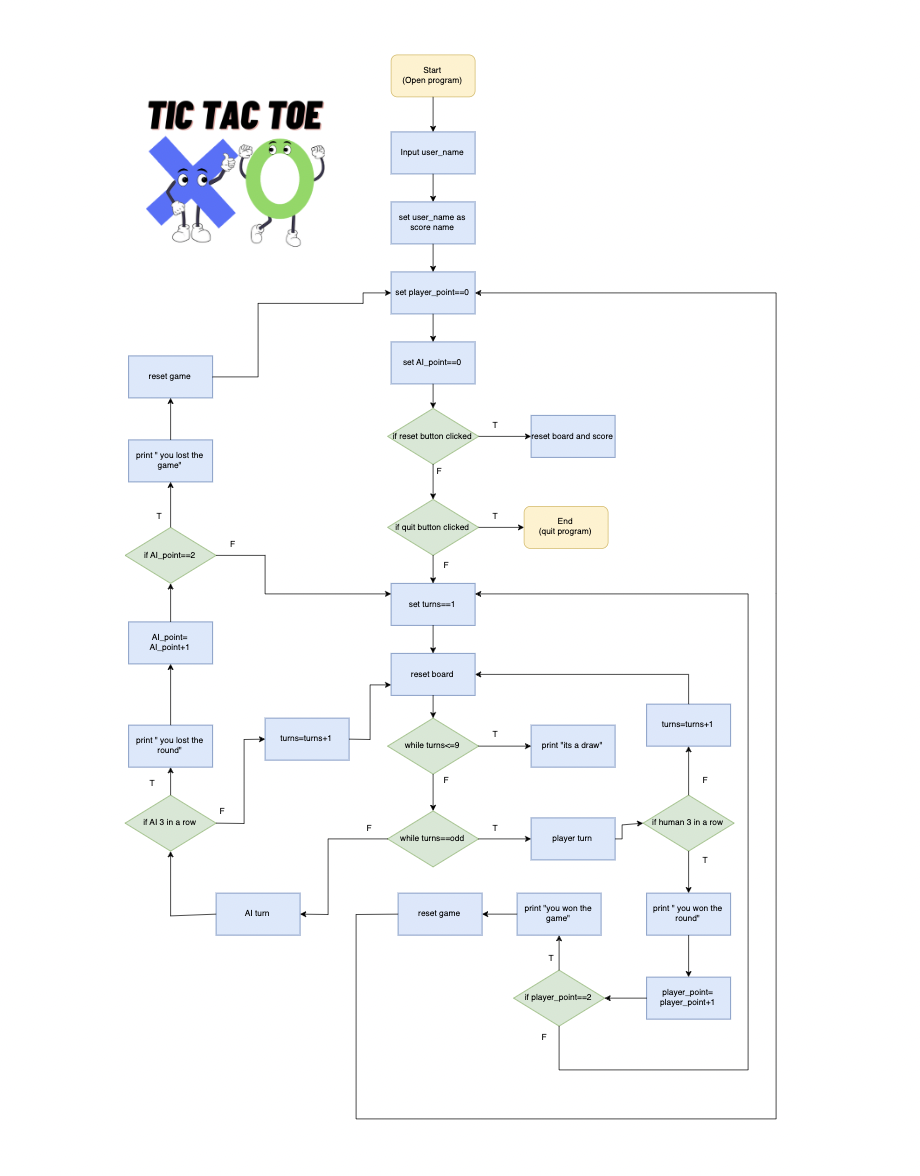 Start
(Open program)
TIC TAC TOE
Input user_name
set user_name as
score name
set player_point==0
set AI_point==0
reset game
if reset button clicked
T
reset board and score
F
print " you lost the
game"
T
if quit button clicked
T
End
(quit program)
F
if AI_point==2
F
set turns==1
AI_point=
AI_point+1
reset board
turns=turns+1
turns=turns+1
print " you lost the
round"
while turns<=9
T
print "its a draw"
T
F
F
F
if AI 3 in a row
F
while turns==odd
T
player turn
if human 3 in a row
T
AI turn
reset game
print "you won the
game"
print " you won the
round"
T
if player_point==2
player_point=
player_point+1
F